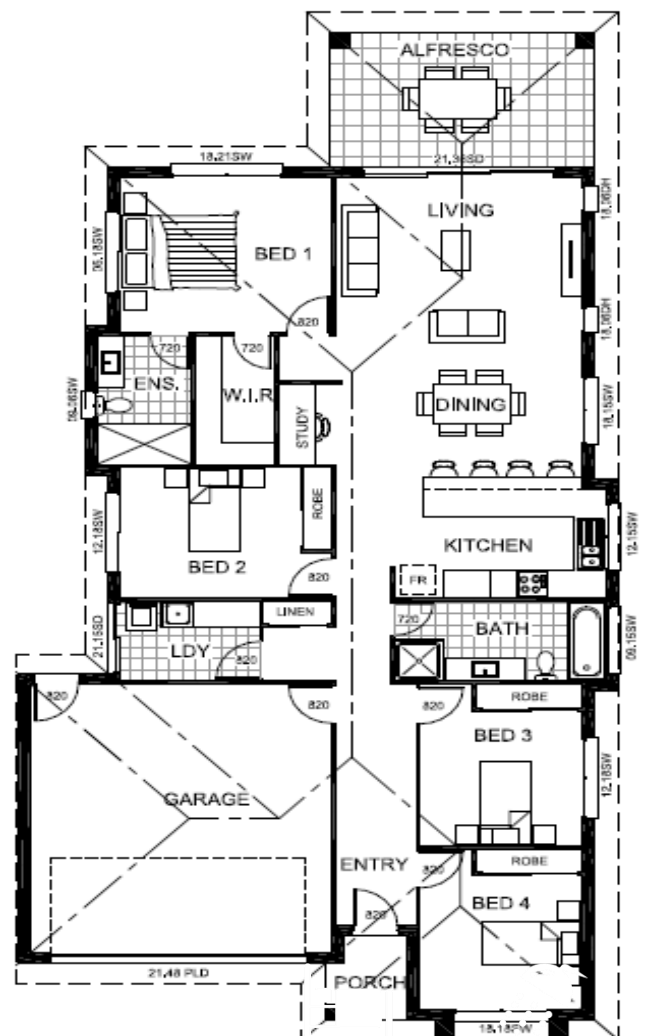 ALFRESCO
18.21SW
21.36SD
LIVING
18.06DH
BED 1
06.18SW
820
18.06DH
720
720
ENS.
W.I.R
09.06SW
STUDY
DINING
18.15SW
ROBE
12.18SW
KITCHEN
12.15SW
BED 2
820
FR
LINEN
720
BATH
09.15SW
LDY
820
21.15SD
820
820
820
ROBE
BED 3
12.18SW
GARAGE
ENTRY
820
ROBE
BED 4
820
21.48 PLD
PORCH
18.18FW